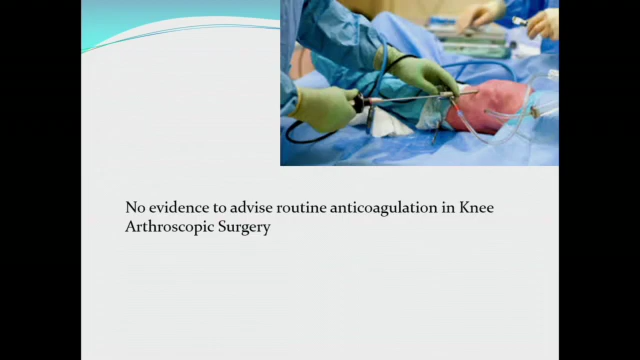 No evidence to advise routine anticoagulation in Knee
Arthroscopic Surgery